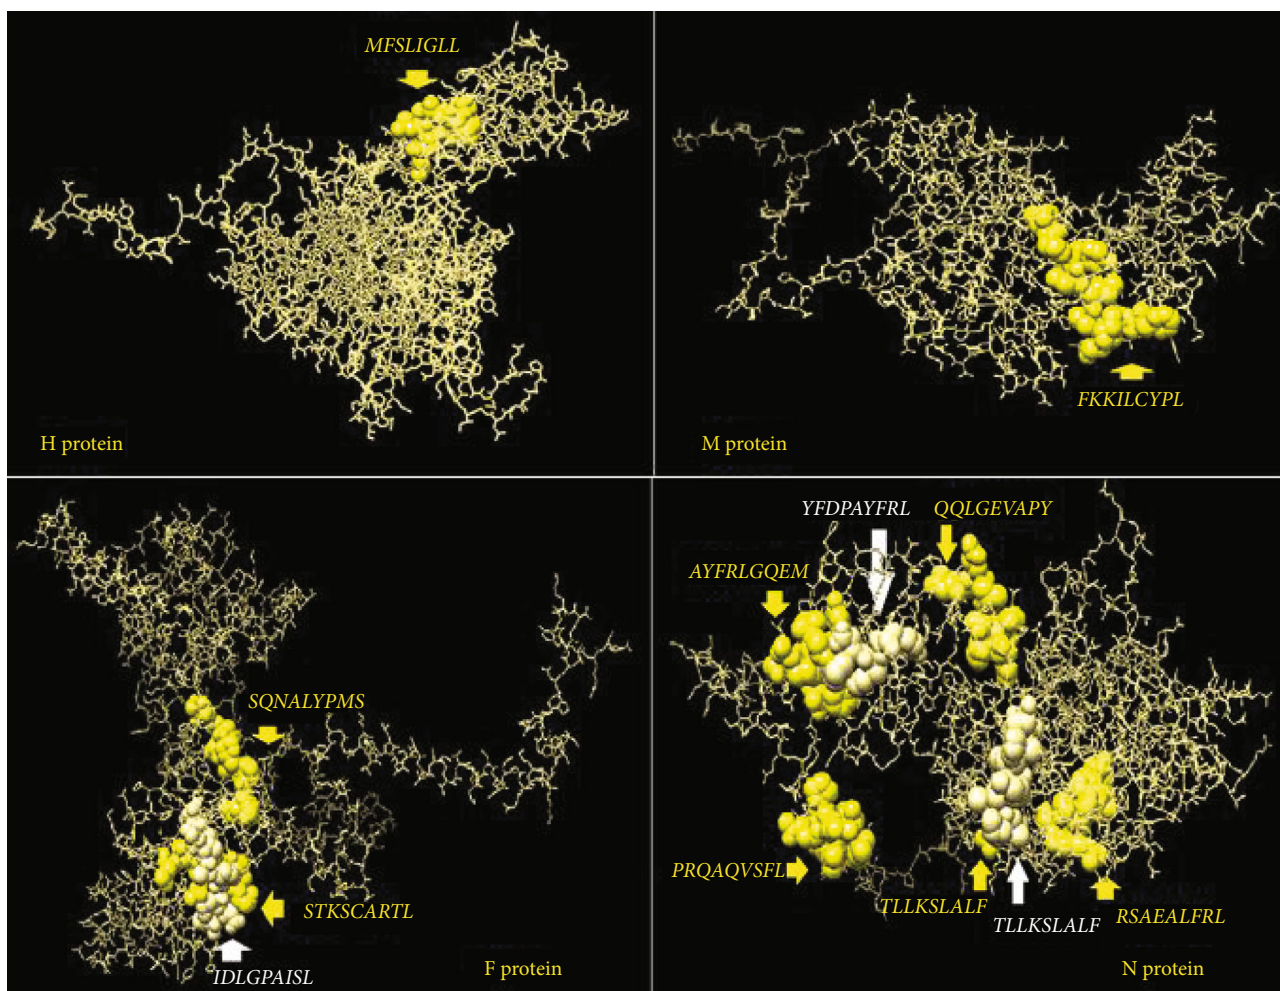 MFSLIGLL
H protein
FKKILCYPL
M protein
SQNALYPMS
STKSCARTL
IDLGPAISL
F protein
YFDPAYFRL
QQLGEVAPY
AYFRLGQEM
PRQAQVSFL
TLLKSLALF
TLLKSLALF
RSAEALFRL
N protein